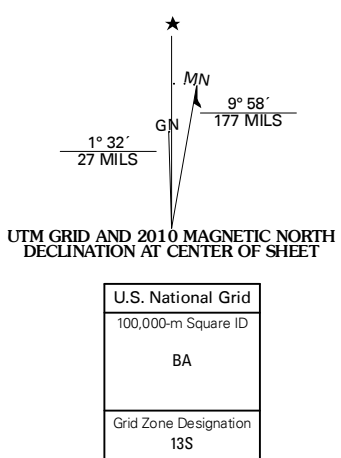 MN
GN
9° 58´
177 MILS
1° 32´
27 MILS
UTM GRID AND 2010 MAGNETIC NORTH
DECLINATION AT CENTER OF SHEET
U.S. National Grid
100,000-m Square ID
BA
Grid Zone Designation
13S